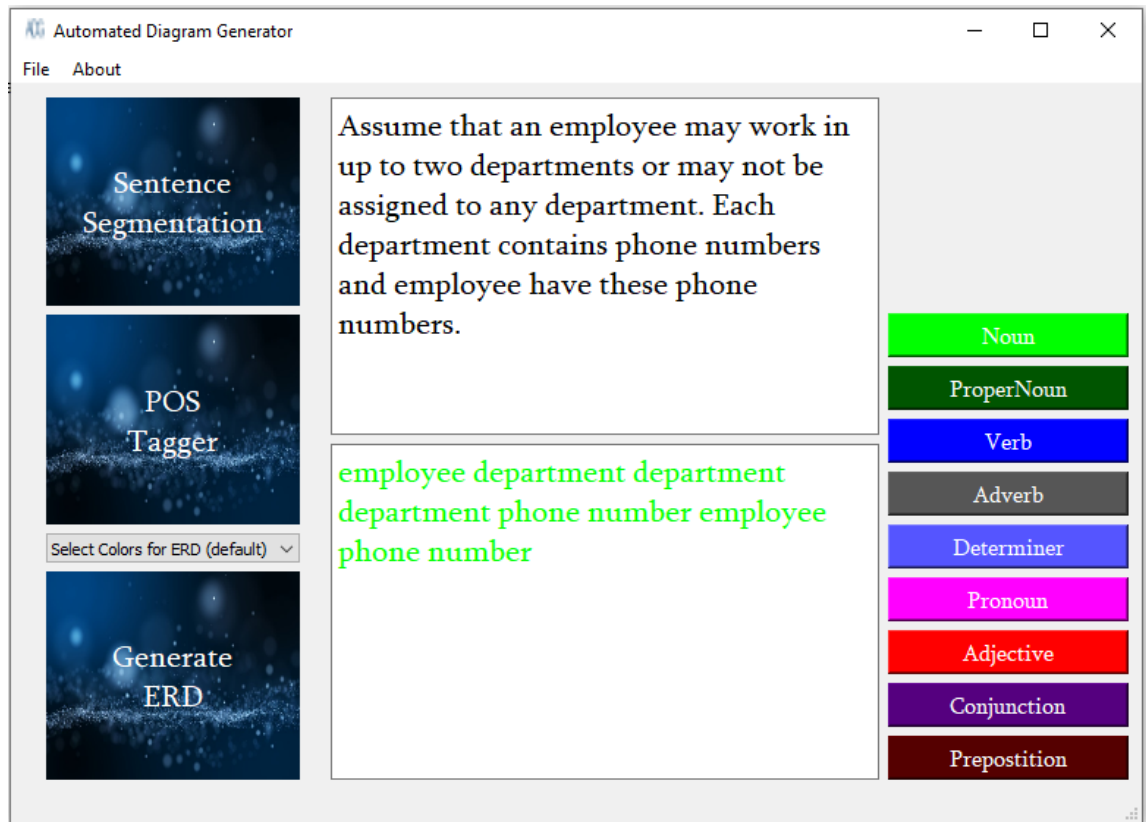 Automated Diagram Generator
File About
Sentence
Segmentation
POS
Tagger
Select Colors for ERD (default)
Generate
ERD
Assume that an employee may work in
up to two departments or may not be
assigned to any department. Each
department contains phone numbers
and employee have these phone
numbers.
employee department department
department phone number employee
phone number
Noun
ProperNoun
Verb
Adverb
Determiner
Pronoun
Adjective
Conjunction
Prepostition